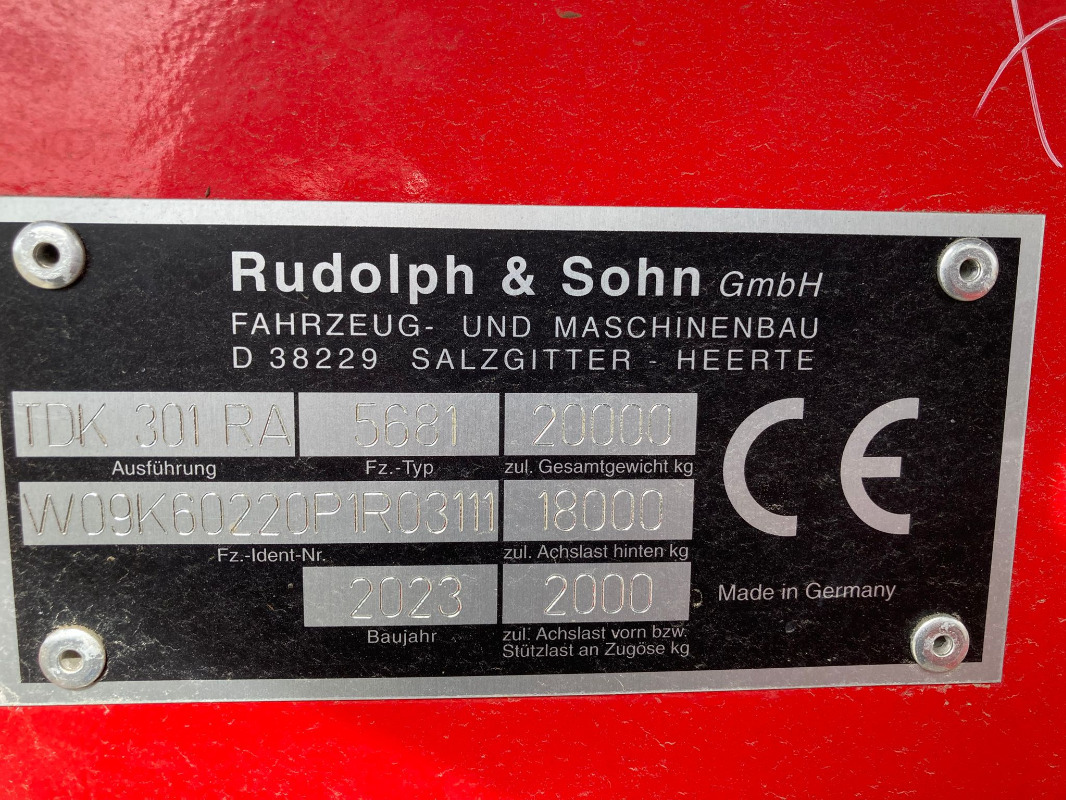 Rudolph & Sohn GmbH
FAHRZEUG- UND MASCHINENBAU
D 38229 SALZGITTER - HEERTE
TDK 301 RA 5681 20000
Ausführung Fz.-Typ zul. Gesamtgewicht kg
W09K60220P1R03111 18000
Fz.-Ident-Nr. zul. Achslast hinten kg
2023 2000
Baujahr zul. Achslast vorn bzw.
Stützlast an Zugöse kg
CE
Made in Germany